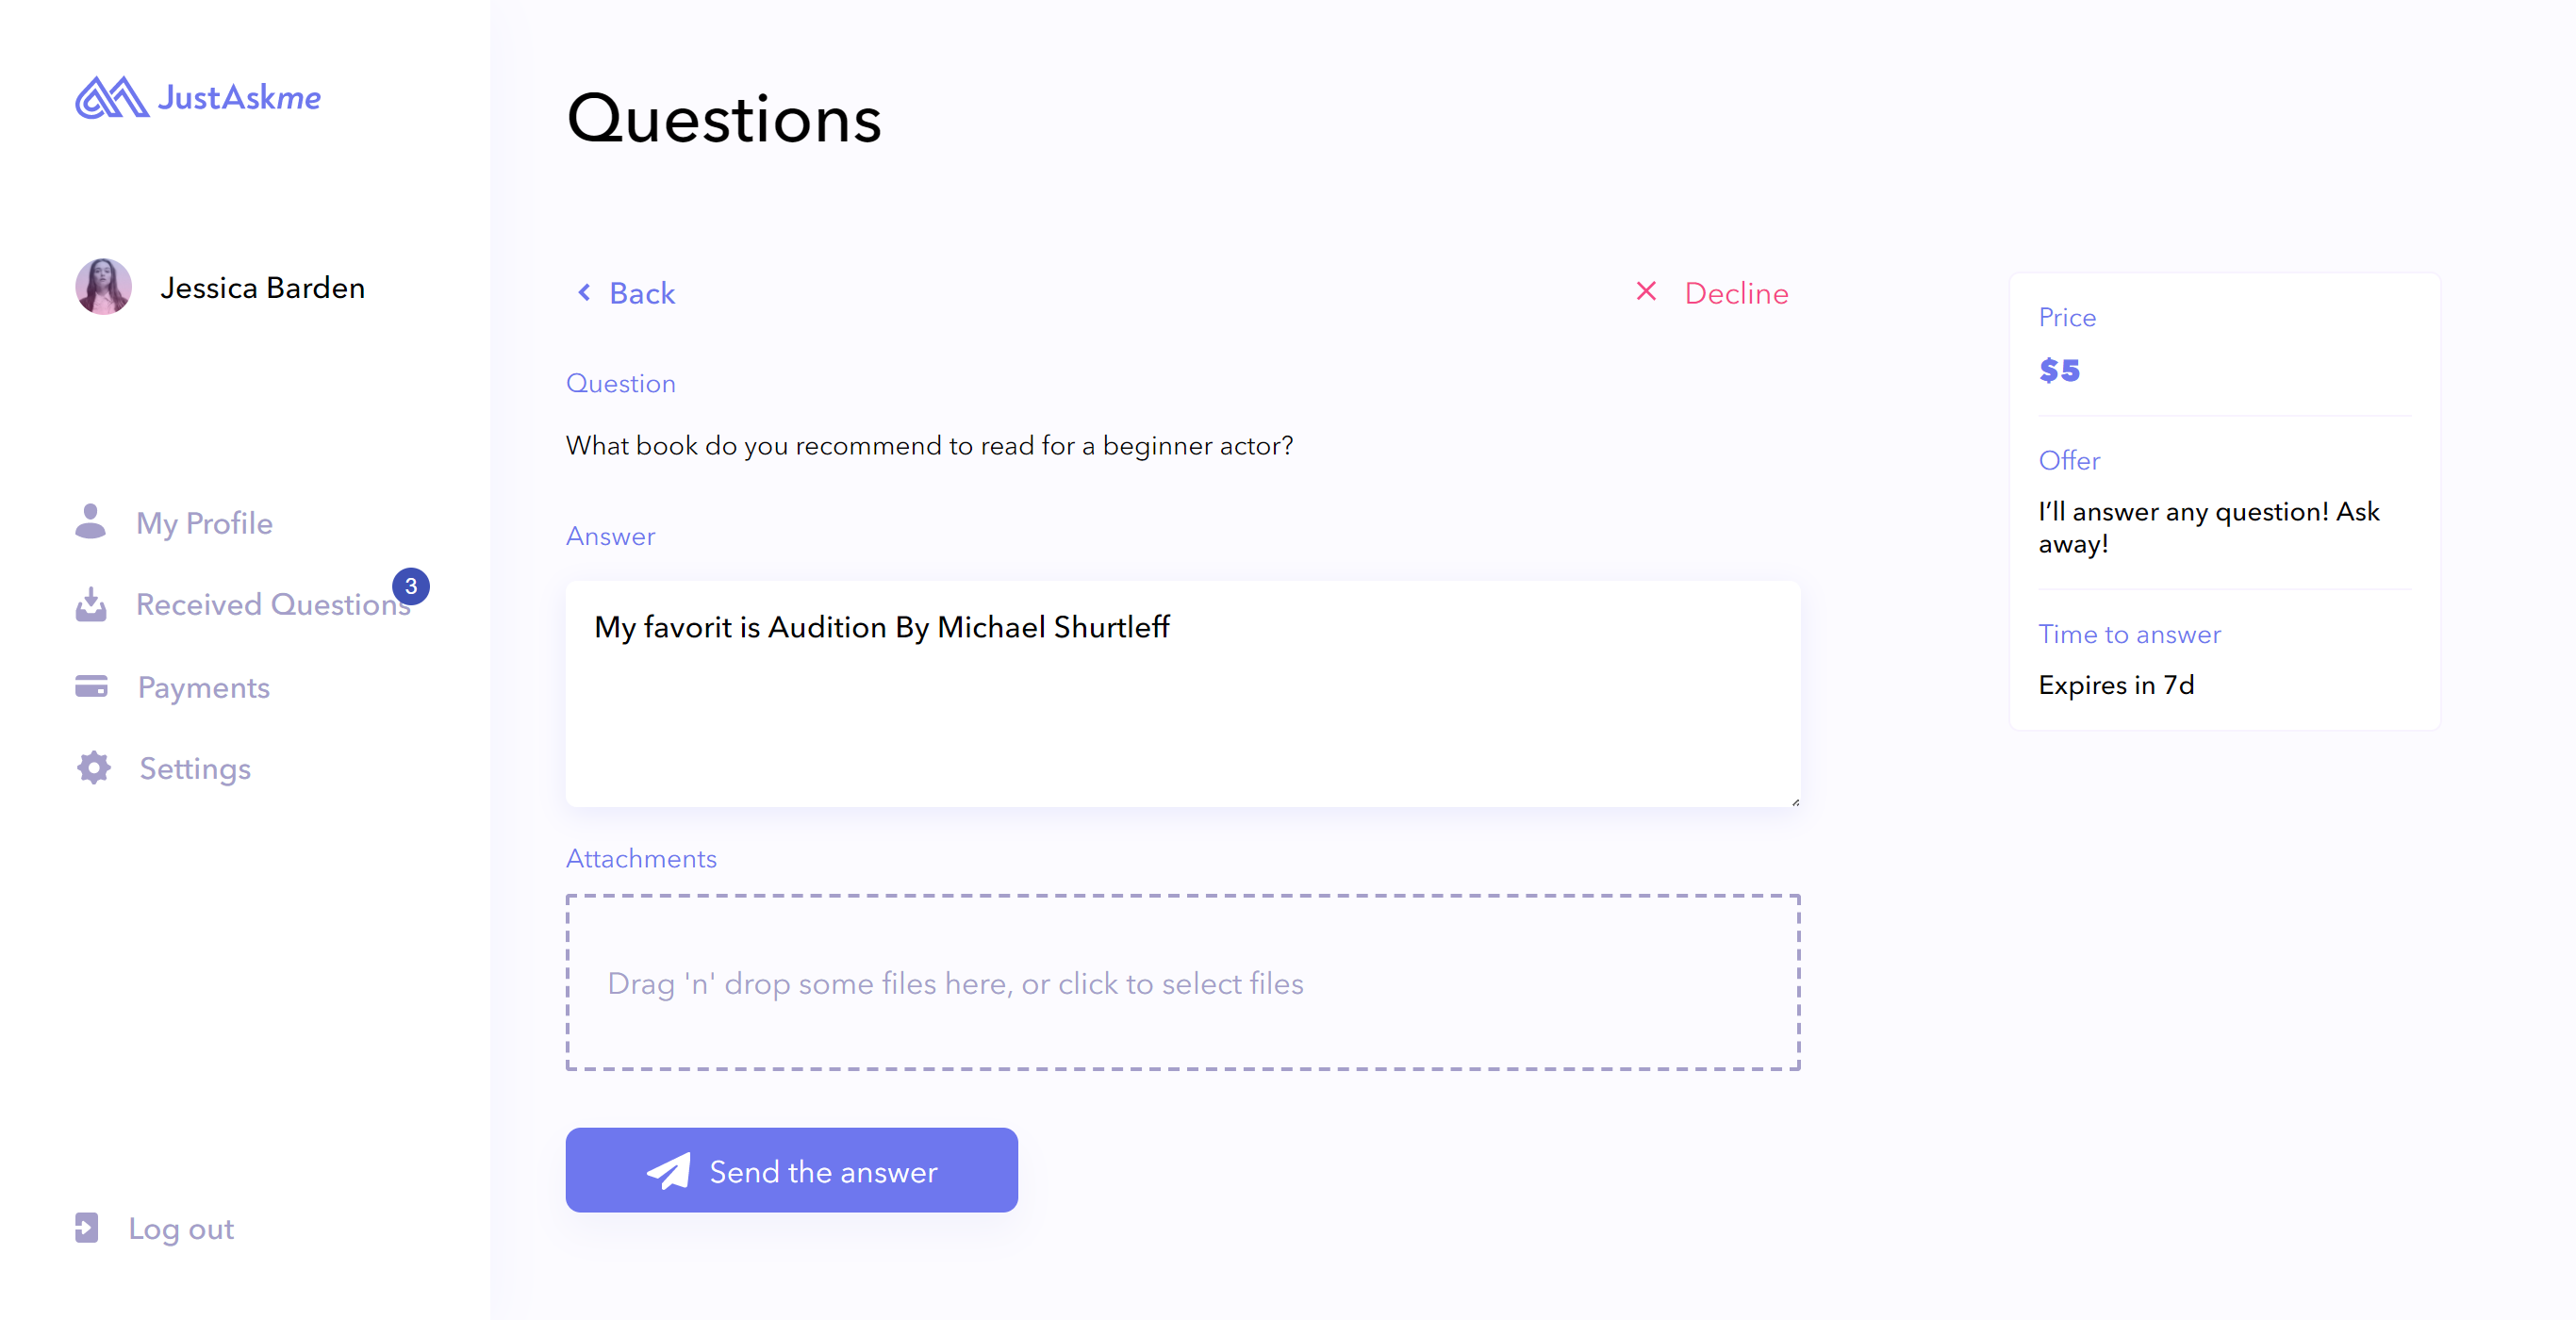 JustAskme
Jessica Barden
My Profile
Received Questions
3
Payments
Settings
Log out
Questions
Back
Decline
Question
What book do you recommend to read for a beginner actor?
Answer
My favorit is Audition By Michael Shurtleff
Attachments
Drag 'n' drop some files here, or click to select files
Send the answer
Price
$5
Offer
I’ll answer any question! Ask
away!
Time to answer
Expires in 7d